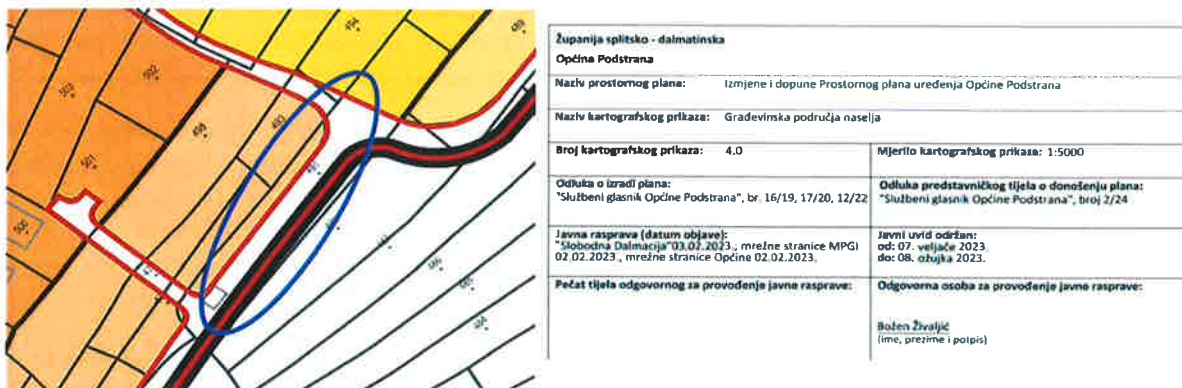 494
489
502
503
498
490
501
500
491
484
Županija splitsko - dalmatinska
Općina Podstrana
Naziv prostornog plana: Izmjene i dopune Prostornog plana uređenja Općine Podstrana
Naziv kartografskog prikaza: Građevinska područja naselja
Broj kartografskog prikaza: 4.0
Mjerilo kartografskog prikaza: 1:5000
Odluka o izradi plana:
"Službeni glasnik Općine Podstrana", br. 16/19, 17/20, 12/22
Odluka predstavničkog tijela o donošenju plana:
"Službeni glasnik Općine Podstrana", broj 2/24
Javna rasprava (datum objave):
"Slobodna Dalmacija"03.02.2023.; mrežne stranice MPGI
02.02.2023., mrežne stranice Općine 02.02.2023.
Javni uvid održan:
od: 07. veljače 2023.
do: 08. ožujka 2023.
Pečat tijela odgovornog za provođenje javne rasprave:
Odgovorna osoba za provođenje javne rasprave:
Božen Živaljić
(ime, prezime i potpis)